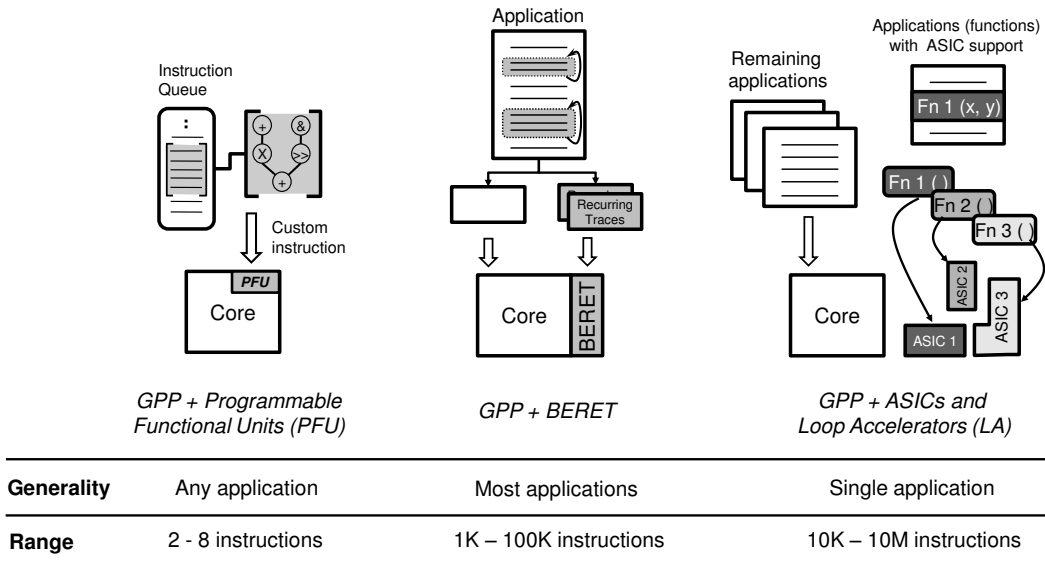 Instruction
Queue
:
+
&
X
>>
+
Custom
instruction
PFU
Core
GPP + Programmable
Functional Units (PFU)
Application
Recurring
Traces
Core
BERET
GPP + BERET
Remaining
applications
Applications (functions)
with ASIC support
Fn 1 (x, y)
Fn 1 ( )
Fn 2 ( )
Fn 3 ( )
Core
ASIC 1
ASIC 2
ASIC 3
GPP + ASICs and
Loop Accelerators (LA)
Generality Any application Most applications Single application
Range 2 - 8 instructions 1K – 100K instructions 10K – 10M instructions